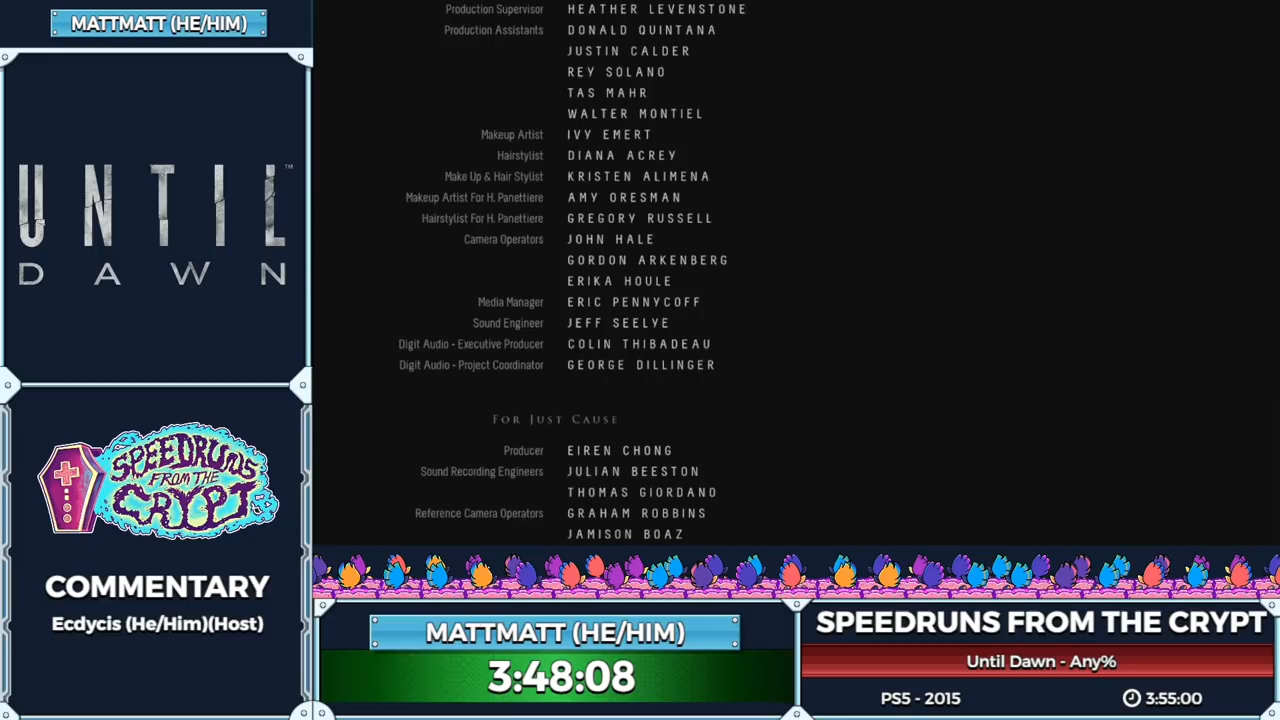 MATTMATT (HE/HIM)
UNTIL™
DAWN
SPEEDRUNS
FROM THE
CRYPT
COMMENTARY
Ecdycis (He/Him)(Host)
Production Supervisor HEATHER LEVENSTONE
Production Assistants DONALD QUINTANA
JUSTIN CALDER
REY SOLANO
TAS MAHR
WALTER MONTIEL
Makeup Artist IVY EMERT
Hairstylist DIANA ACREY
Make Up & Hair Stylist KRISTEN ALIMENA
Makeup Artist For H. Panettiere AMY ORESMAN
Hairstylist For H. Panettiere GREGORY RUSSELL
Camera Operators JOHN HALE
GORDON ARKENBERG
ERIKA HOULE
Media Manager ERIC PENNYCOFF
Sound Engineer JEFF SEELYE
Digit Audio - Executive Producer COLIN THIBADEAU
Digit Audio - Project Coordinator GEORGE DILLINGER
FOR JUST CAUSE
Producer EIREN CHONG
Sound Recording Engineers JULIAN BEESTON
THOMAS GIORDANO
Reference Camera Operators GRAHAM ROBBINS
JAMISON BOAZ
MATTMATT (HE/HIM)
3:48:08
SPEEDRUNS FROM THE CRYPT
Until Dawn - Any%
PS5 - 2015 3:55:00